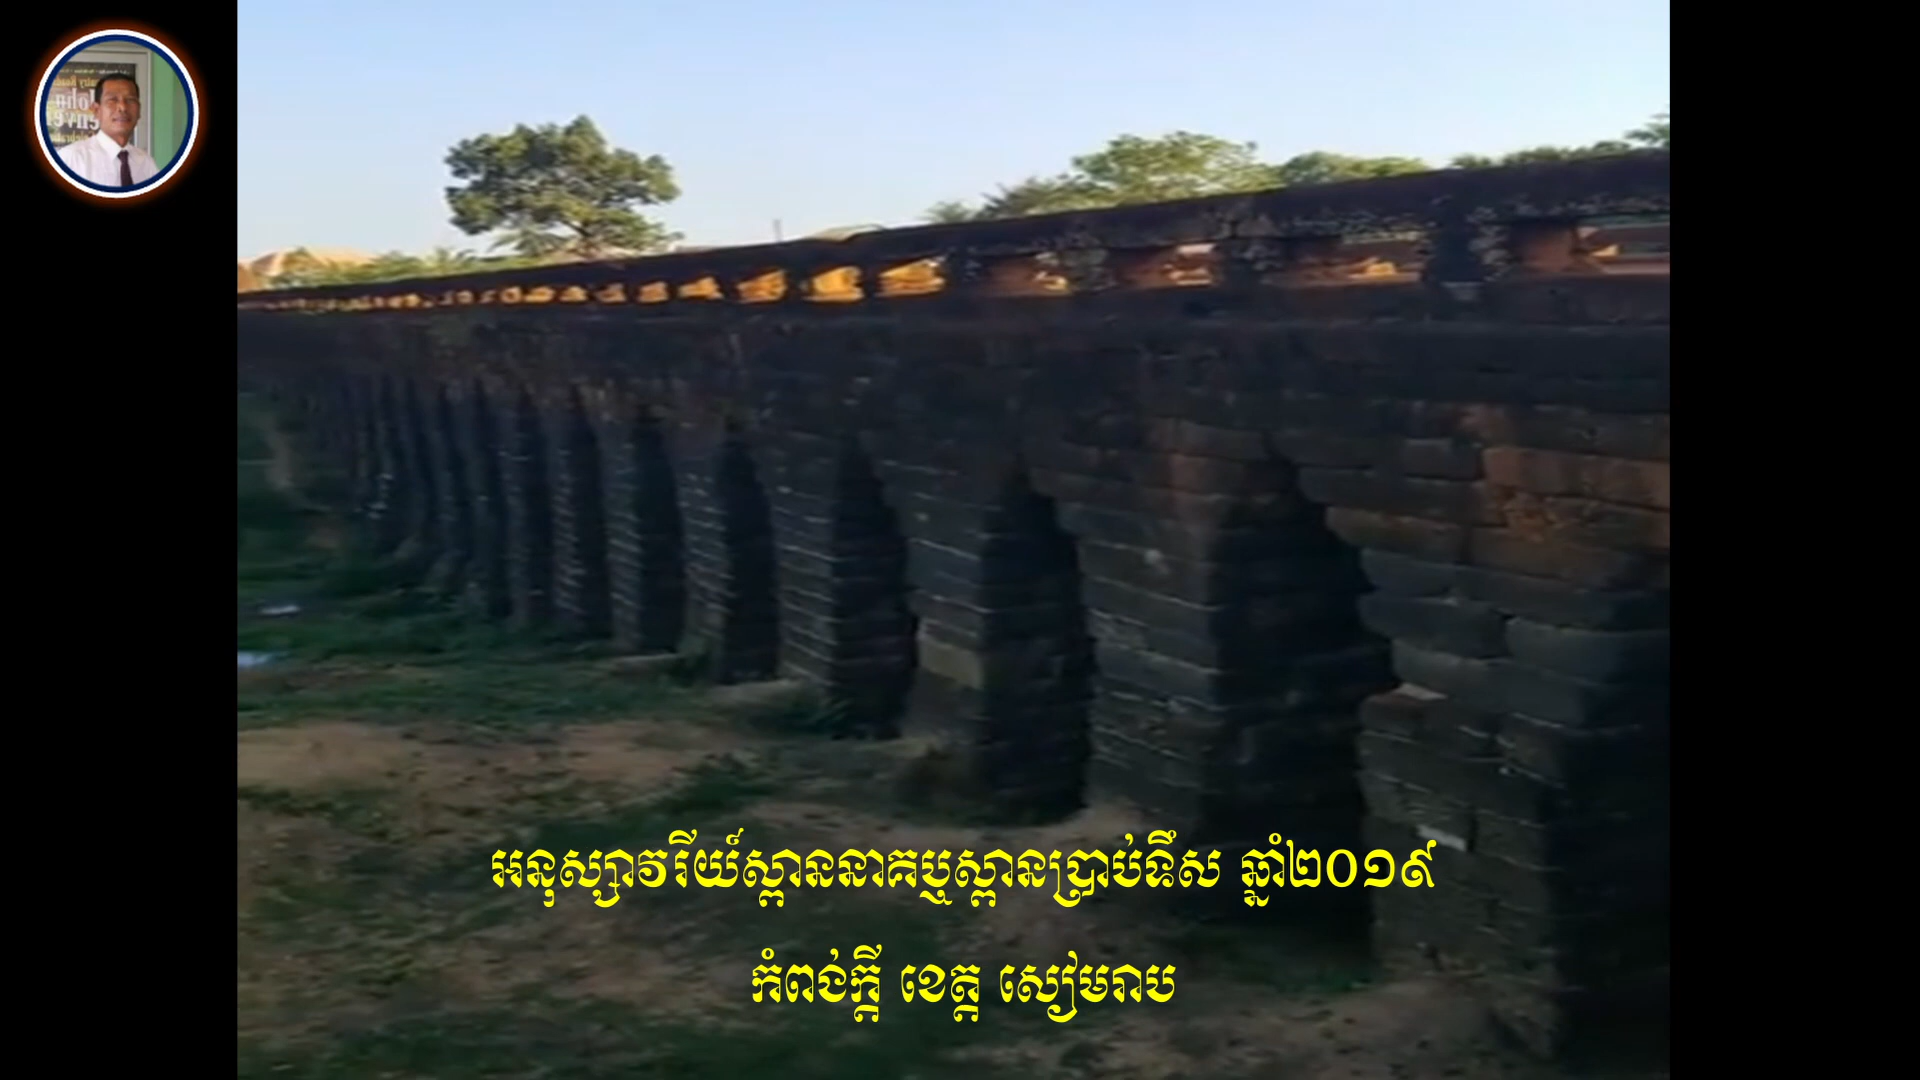 អនុស្សាវរីយ៍ស្ពាននាគឬស្ពានប្រាប់ទិស ឆ្នាំ២០១៩
កំពង់ក្ដី ខេត្ត សៀមរាប